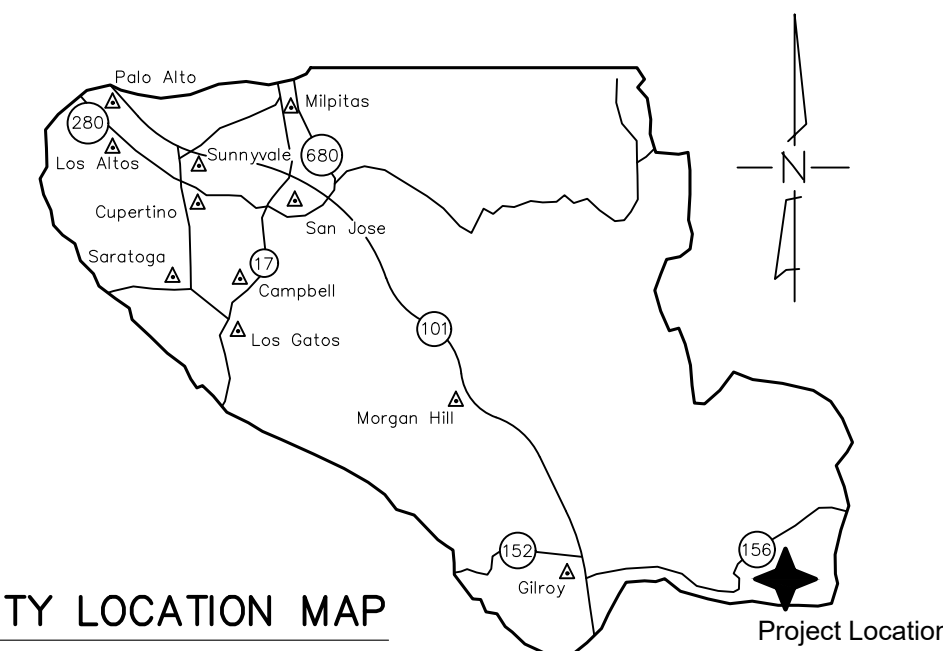 Palo Alto
280
Milpitas
Los Altos
Sunnyvale
680
N
Cupertino
San Jose
Saratoga
17
Campbell
101
Los Gatos
Morgan Hill
152
156
Gilroy
TY LOCATION MAP
Project Location